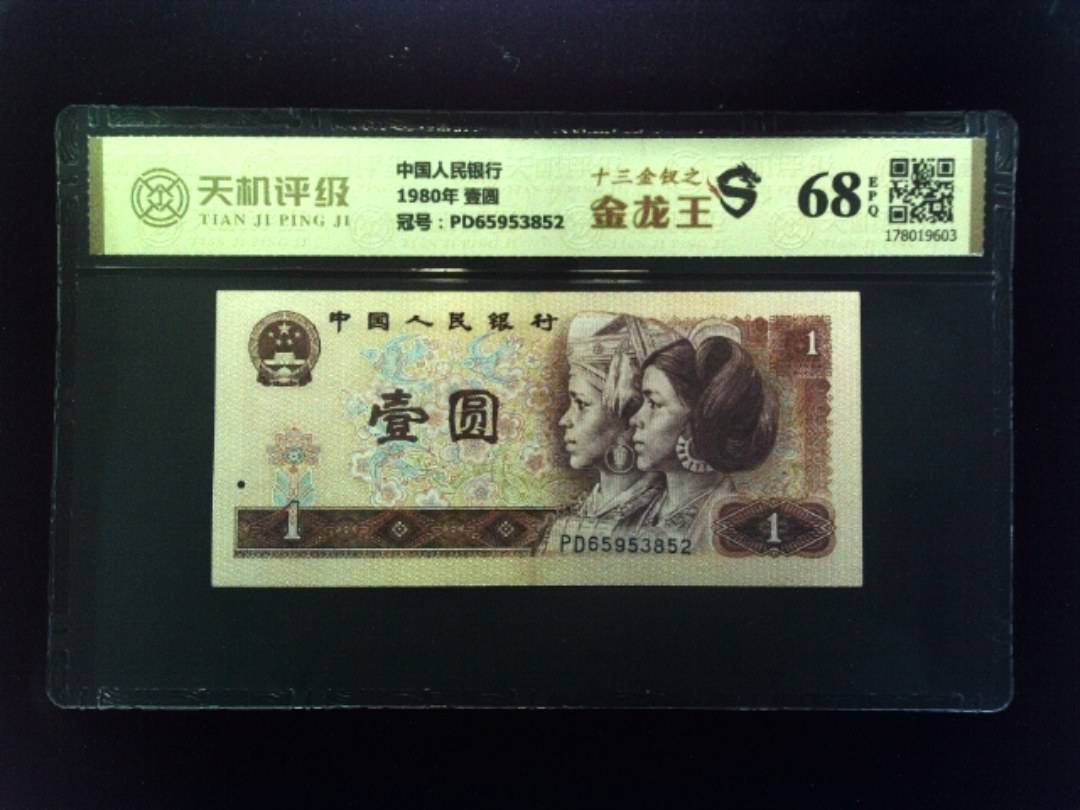 天机评级
TIAN JI PING JI
中国人民银行
1980年 壹圆
冠号：PD65953852
十三金钗之
金龙王
68
EPQ
178019603
中国人民银行
1
壹圆
1
1
PD65953852